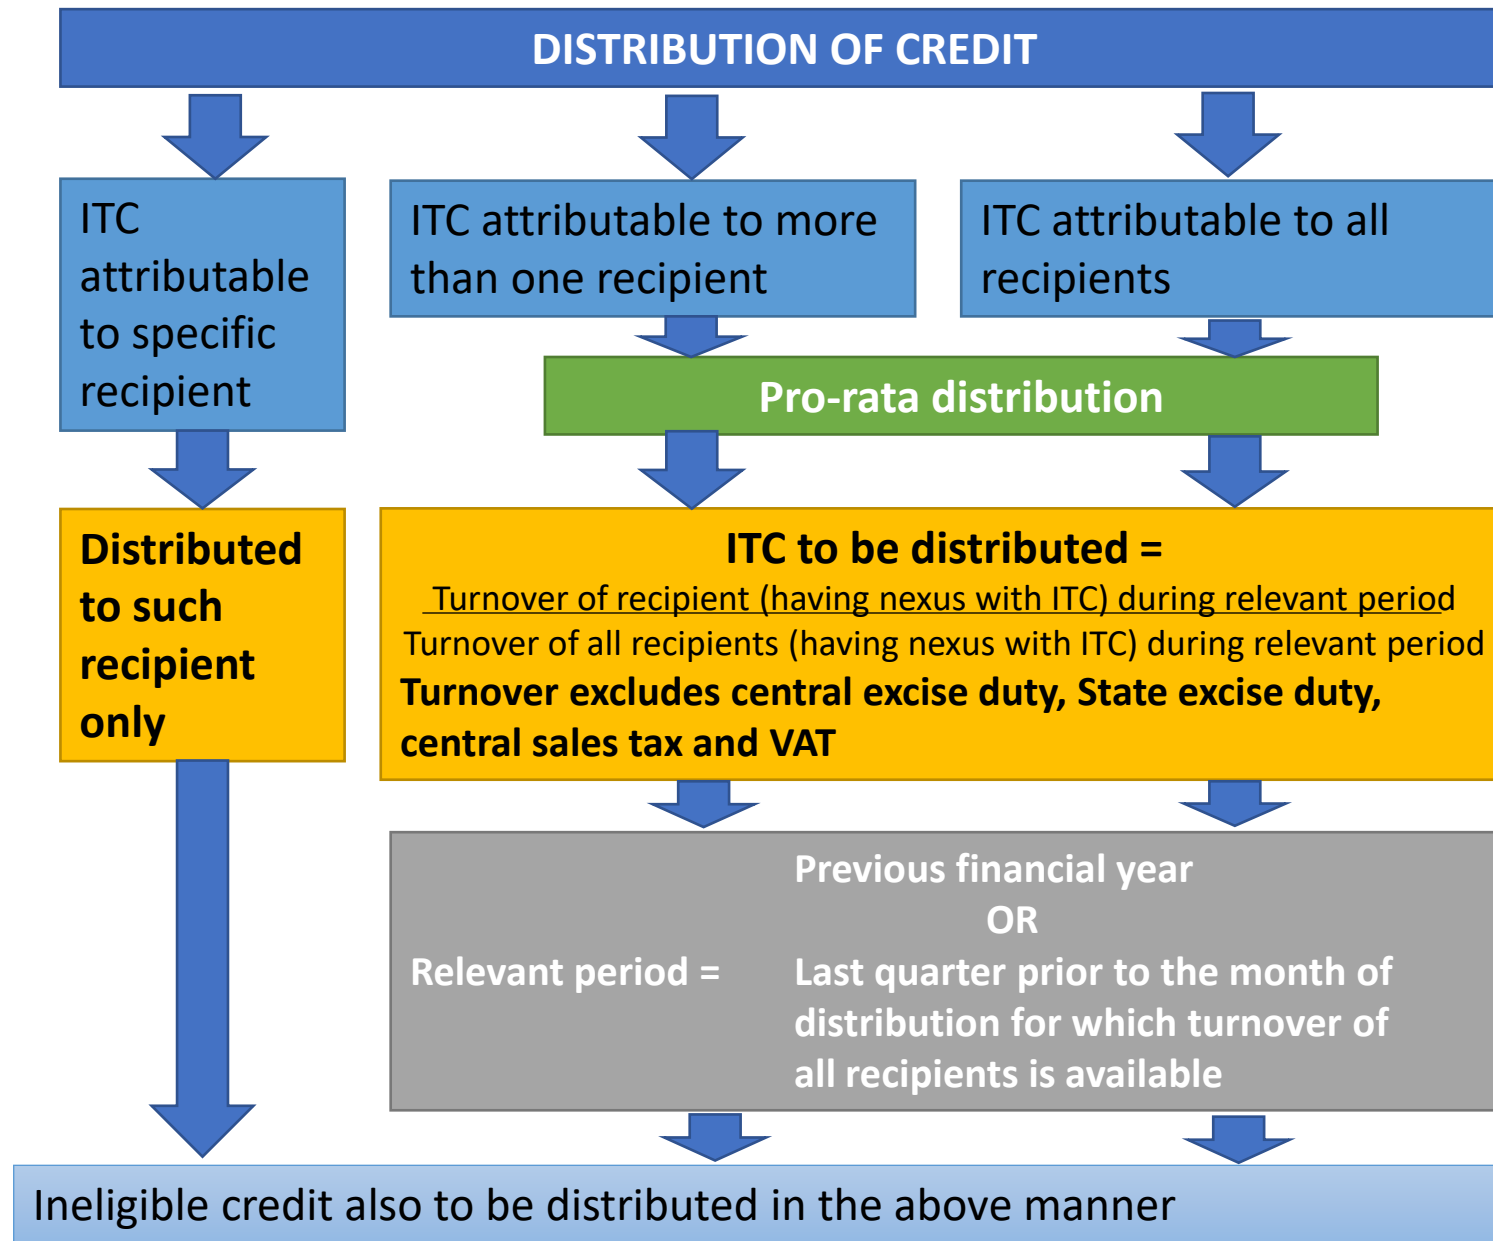 DISTRIBUTION OF CREDIT
ITC
attributable
to specific
recipient
ITC attributable to more
than one recipient
ITC attributable to all
recipients
Pro-rata distribution
Distributed
to such
recipient
only
ITC to be distributed =
Turnover of recipient (having nexus with ITC) during relevant period
Turnover of all recipients (having nexus with ITC) during relevant period
Turnover excludes central excise duty, State excise duty,
central sales tax and VAT
Previous financial year
OR
Relevant period = Last quarter prior to the month of
distribution for which turnover of
all recipients is available
Ineligible credit also to be distributed in the above manner